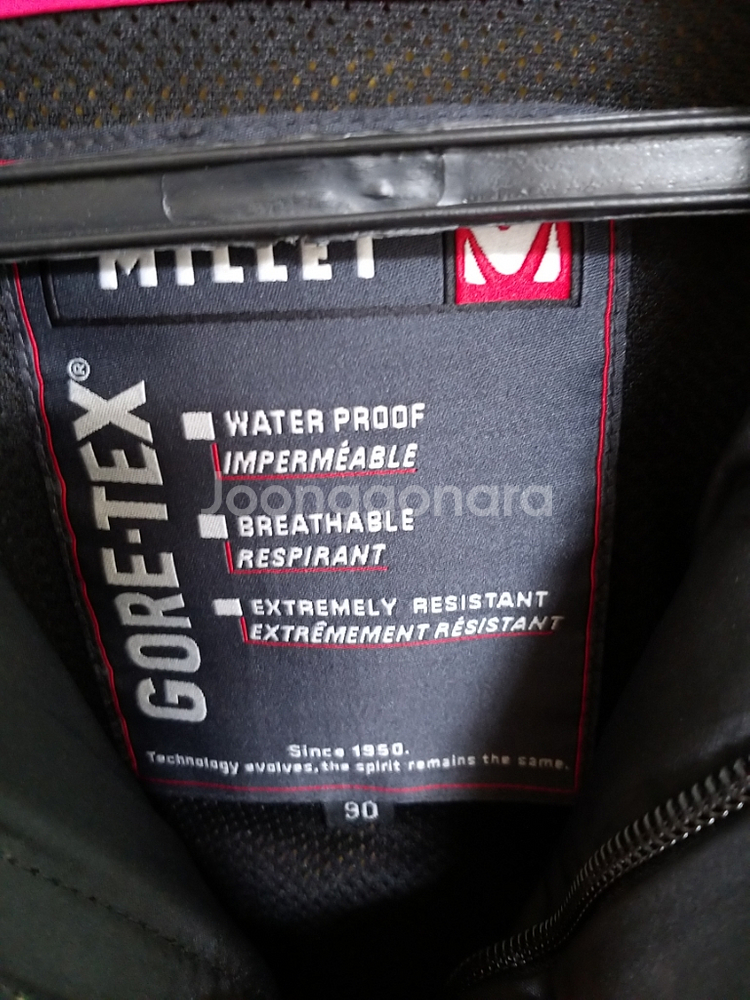 MILLET
GORE-TEX®
WATER PROOF
IMPERMÉABLE
BREATHABLE
RESPIRANT
EXTREMELY RESISTANT
EXTRÊMEMENT RÉSISTANT
Since 1950.
Technology evolves, the spirit remains the same.
90
Joonggonara